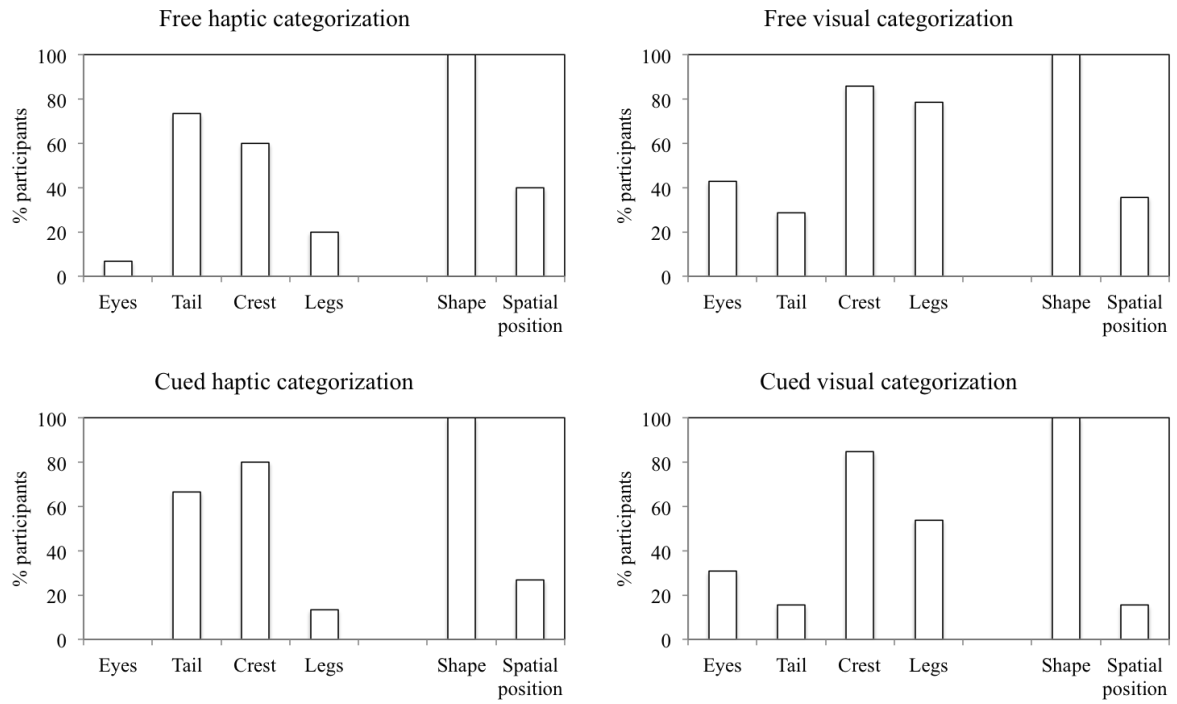 Free haptic categorization
% participants
100
80
60
40
20
0
Eyes Tail Crest Legs Shape Spatial
position
Free visual categorization
% participants
100
80
60
40
20
0
Eyes Tail Crest Legs Shape Spatial
position
Cued haptic categorization
% participants
100
80
60
40
20
0
Eyes Tail Crest Legs Shape Spatial
position
Cued visual categorization
% participants
100
80
60
40
20
0
Eyes Tail Crest Legs Shape Spatial
position